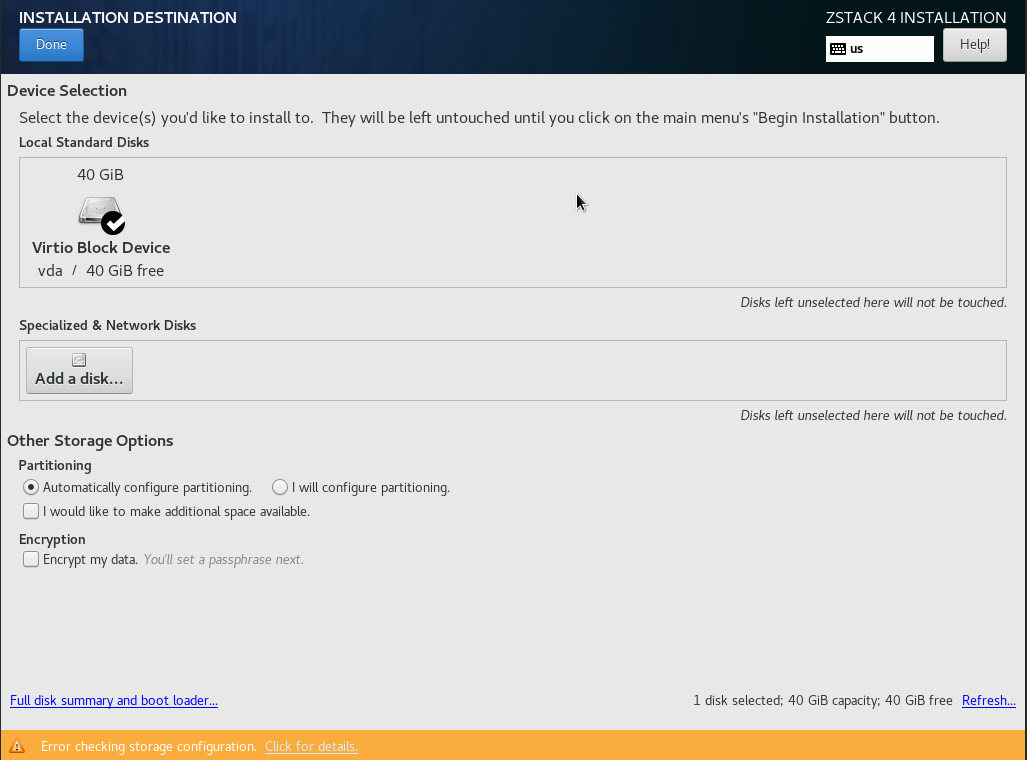 INSTALLATION DESTINATION
ZSTACK 4 INSTALLATION
Done
us
Help!
Device Selection
Select the device(s) you'd like to install to.  They will be left untouched until you click on the main menu's "Begin Installation" button.
Local Standard Disks
40 GiB
Virtio Block Device
vda / 40 GiB free
Disks left unselected here will not be touched.
Specialized & Network Disks
Add a disk...
Disks left unselected here will not be touched.
Other Storage Options
Partitioning
Automatically configure partitioning. I will configure partitioning.
I would like to make additional space available.
Encryption
Encrypt my data. You'll set a passphrase next.
Full disk summary and boot loader... 1 disk selected; 40 GiB capacity; 40 GiB free Refresh...
Error checking storage configuration. Click for details.